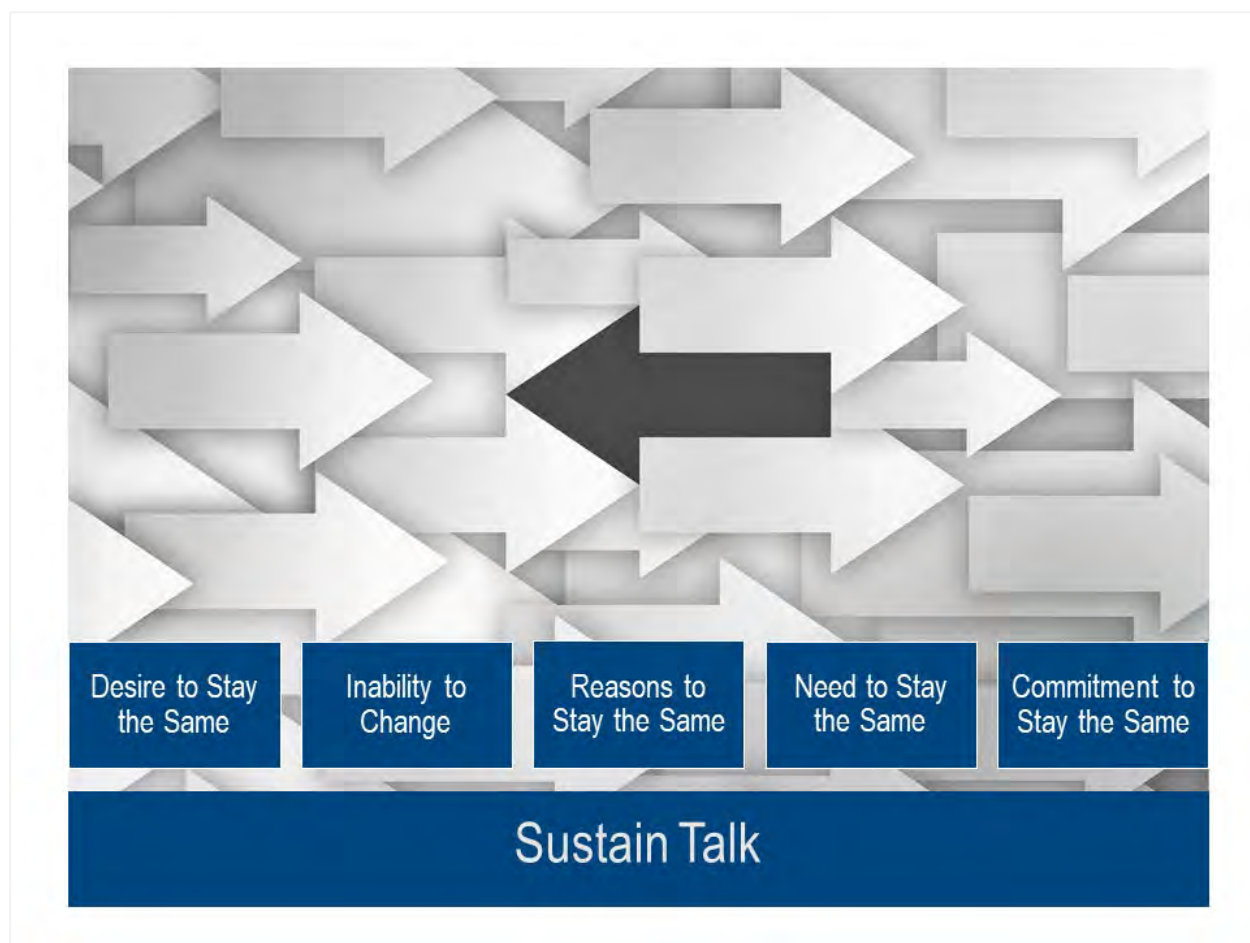 Desire to Stay
the Same
Inability to
Change
Reasons to
Stay the Same
Need to Stay
the Same
Commitment to
Stay the Same
Sustain Talk